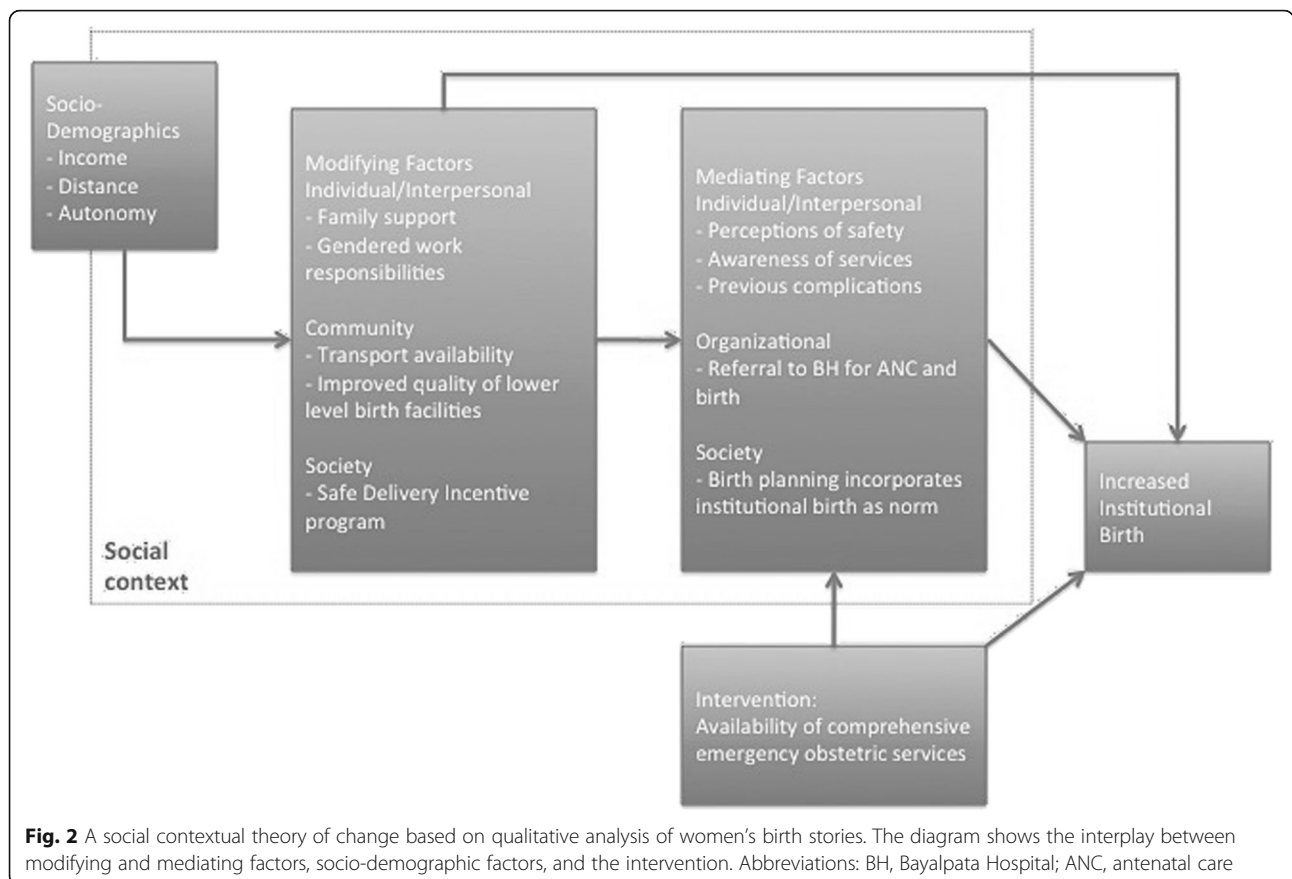 Socio-
Demographics
- Income
- Distance
- Autonomy
Modifying Factors
Individual/Interpersonal
- Family support
- Gendered work
responsibilities
Community
- Transport availability
- Improved quality of lower
level birth facilities
Society
- Safe Delivery Incentive
program
Mediating Factors
Individual/Interpersonal
- Perceptions of safety
- Awareness of services
- Previous complications
Organizational
- Referral to BH for ANC and
birth
Society
- Birth planning incorporates
institutional birth as norm
Increased
Institutional
Birth
Social
context
Intervention:
Availability of comprehensive
emergency obstetric services
Fig. 2 A social contextual theory of change based on qualitative analysis of women’s birth stories. The diagram shows the interplay between
modifying and mediating factors, socio-demographic factors, and the intervention. Abbreviations: BH, Bayalpata Hospital; ANC, antenatal care